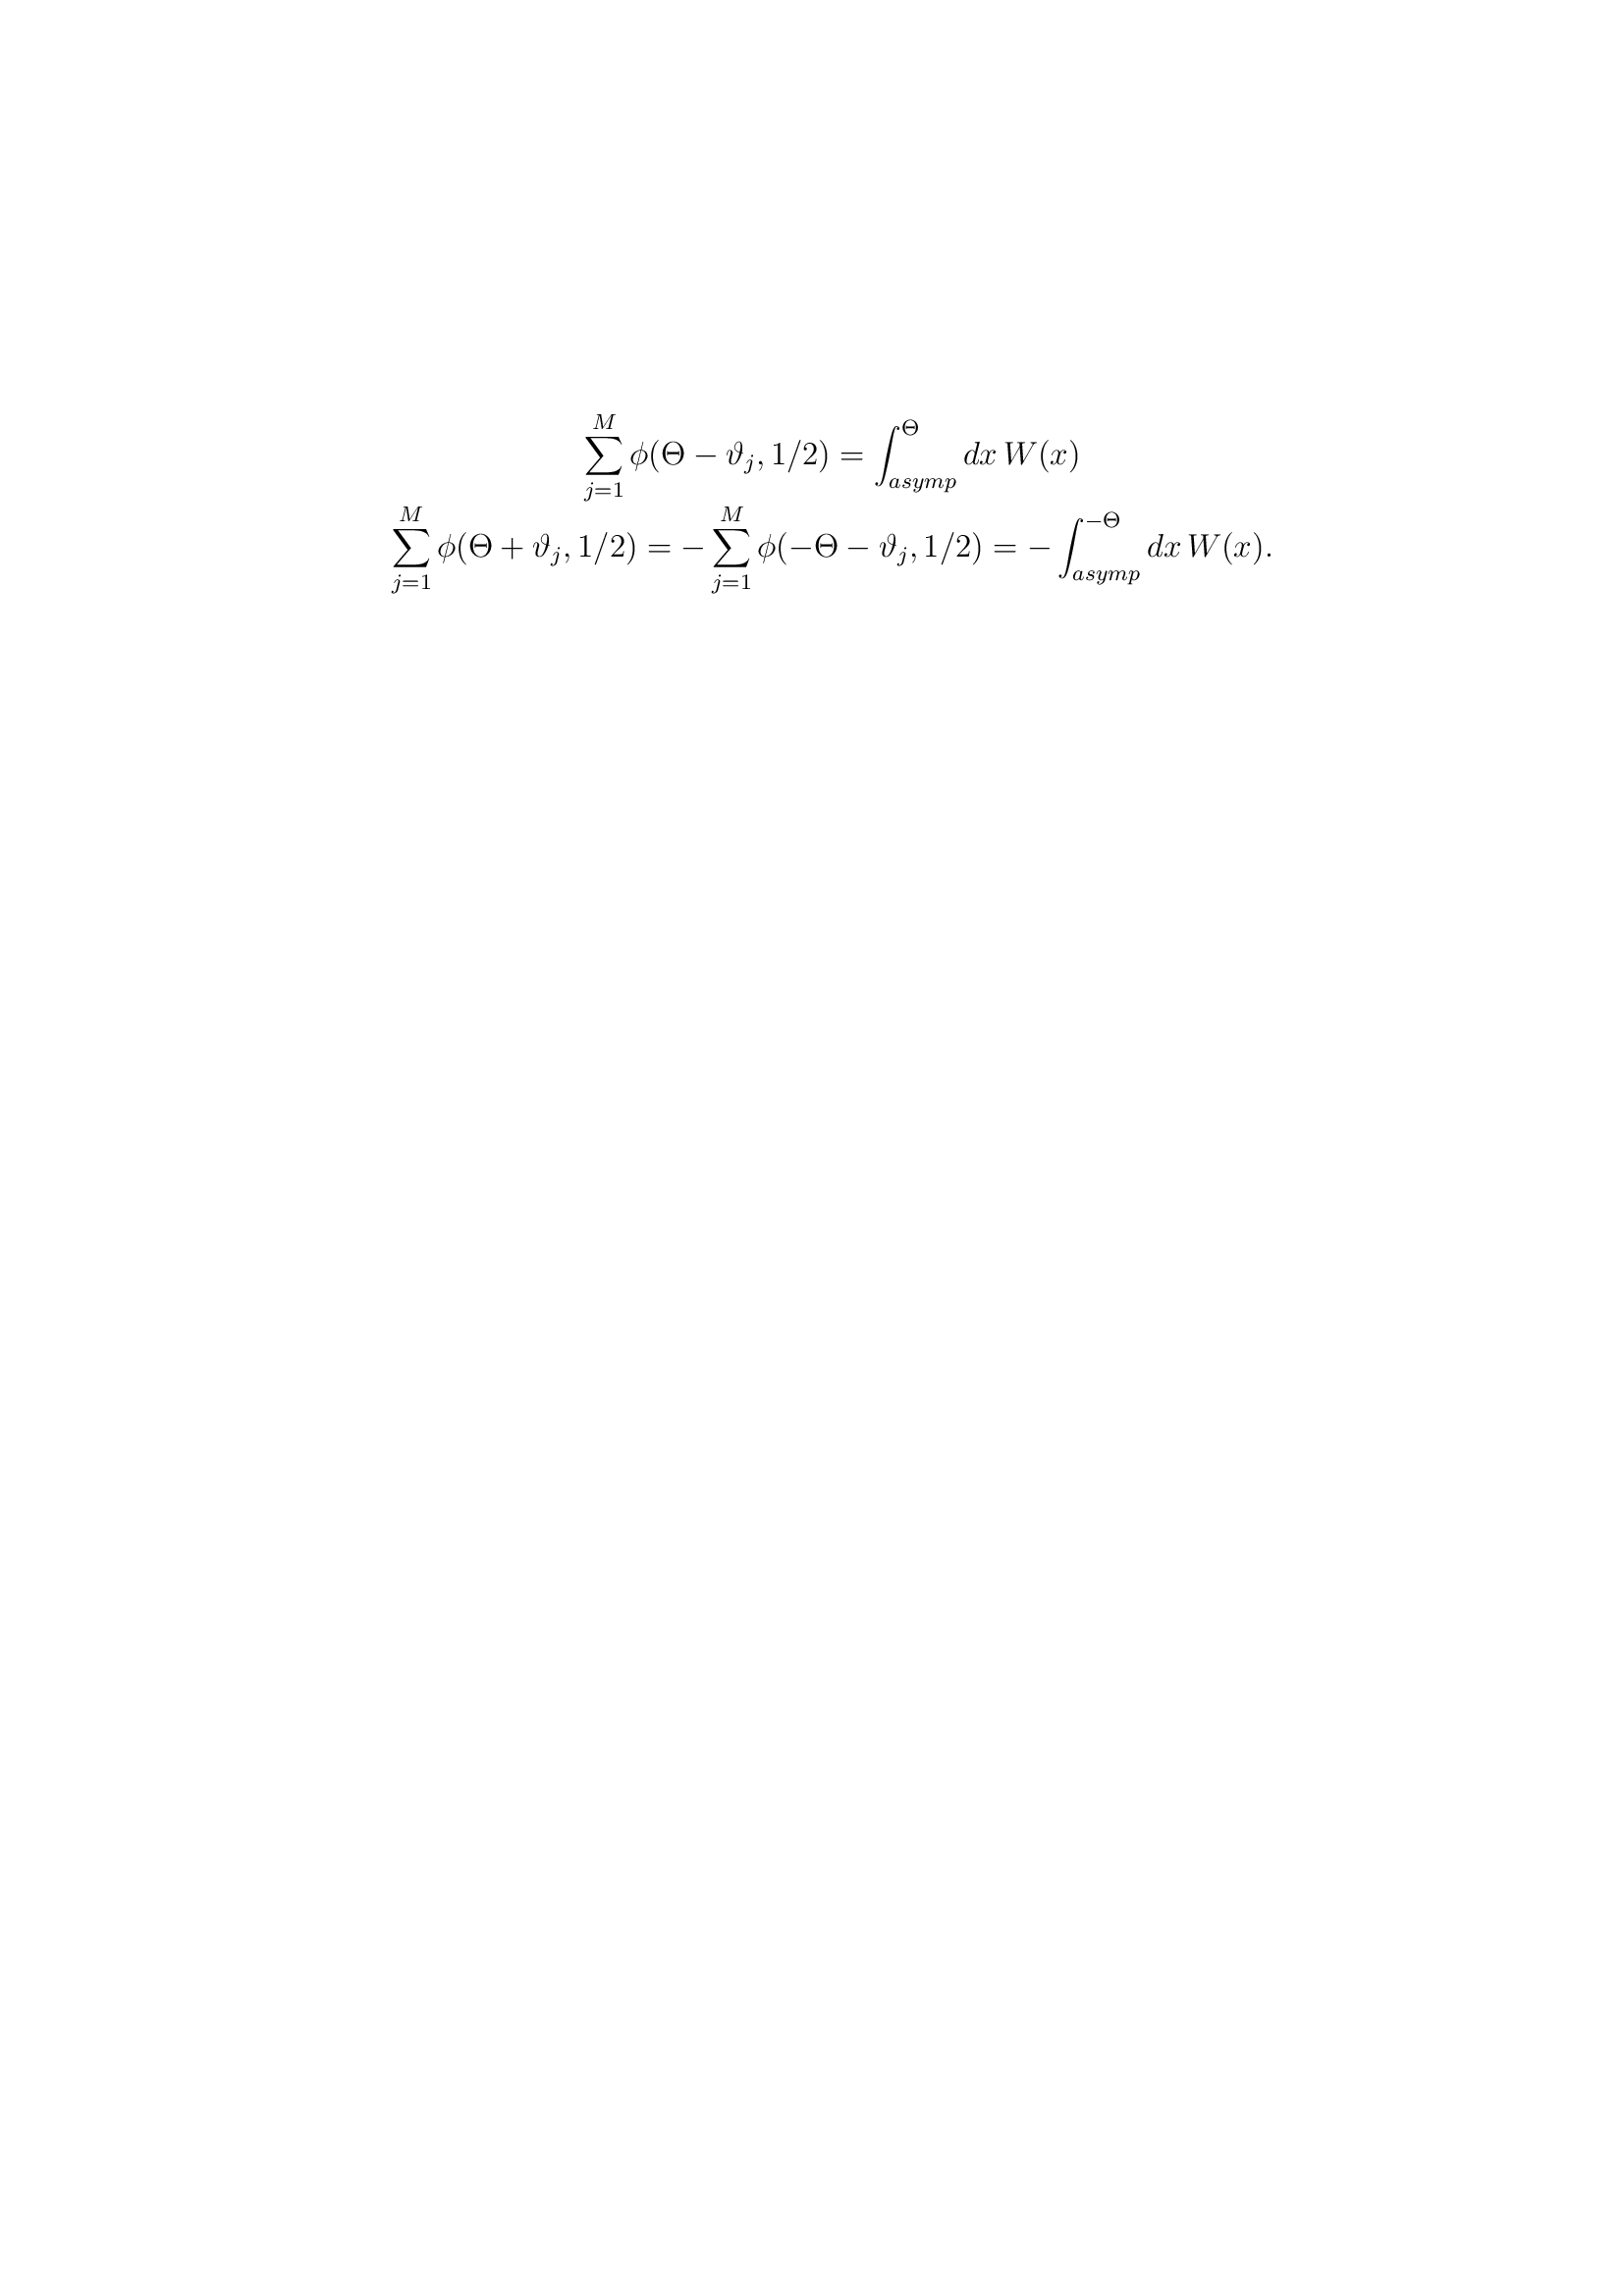 \sum_{j=1}^{M} \phi(\Theta - \vartheta_j, 1/2) = \int_{asymp}^{\Theta} dx\, W(x)
\sum_{j=1}^{M} \phi(\Theta + \vartheta_j, 1/2) = -\sum_{j=1}^{M} \phi(-\Theta - \vartheta_j, 1/2) = -\int_{asymp}^{-\Theta} dx\, W(x).